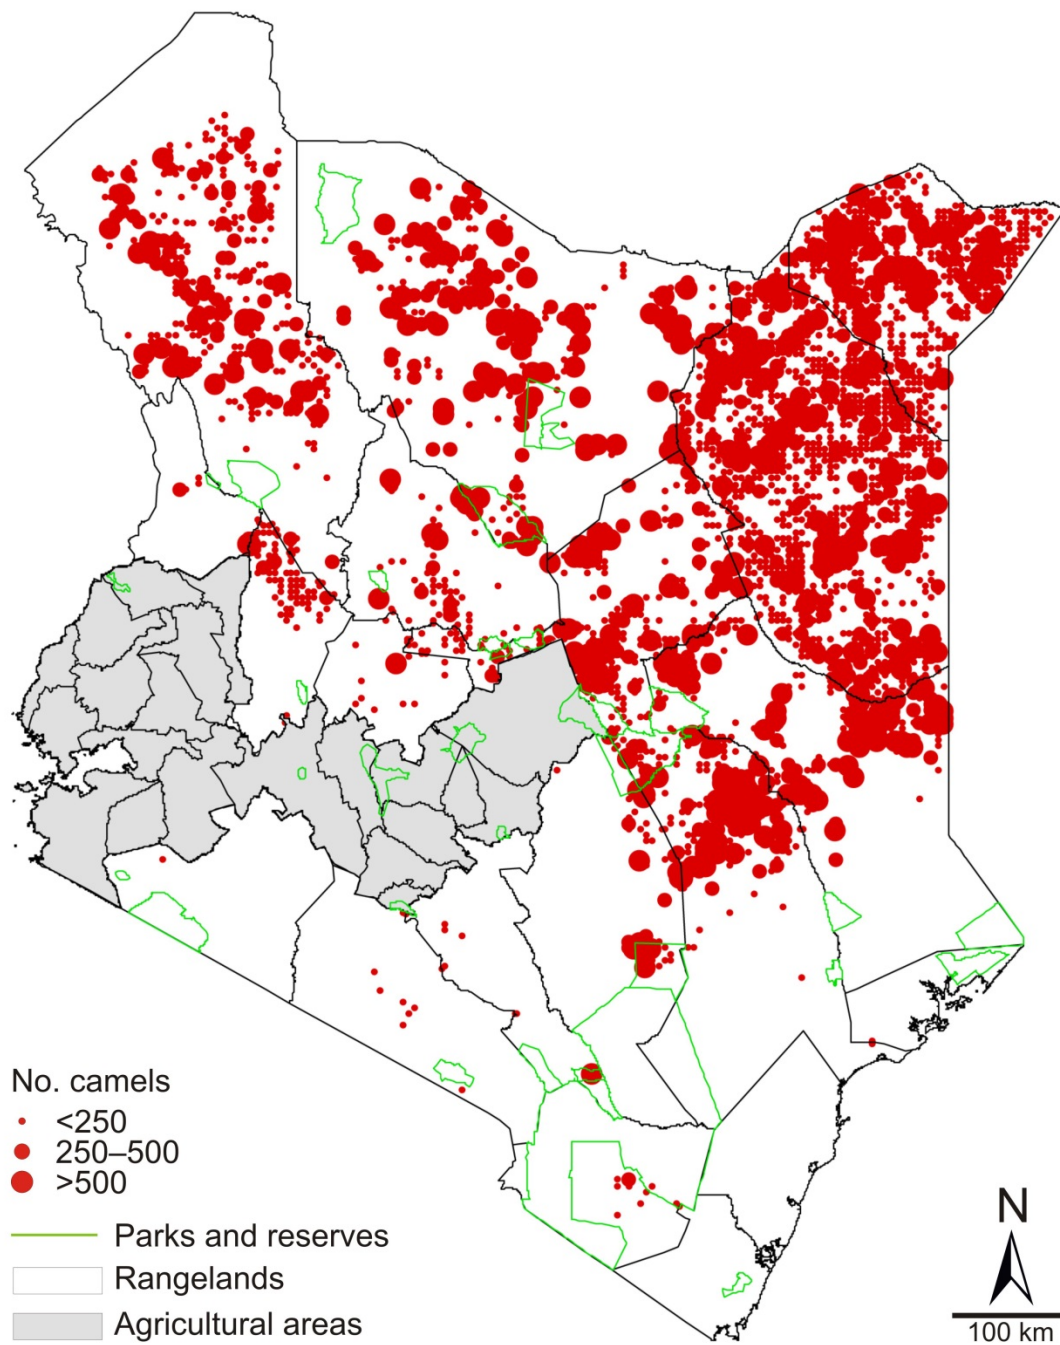 No. camels
<250
250–500
>500
Parks and reserves
Rangelands
Agricultural areas
N
100 km